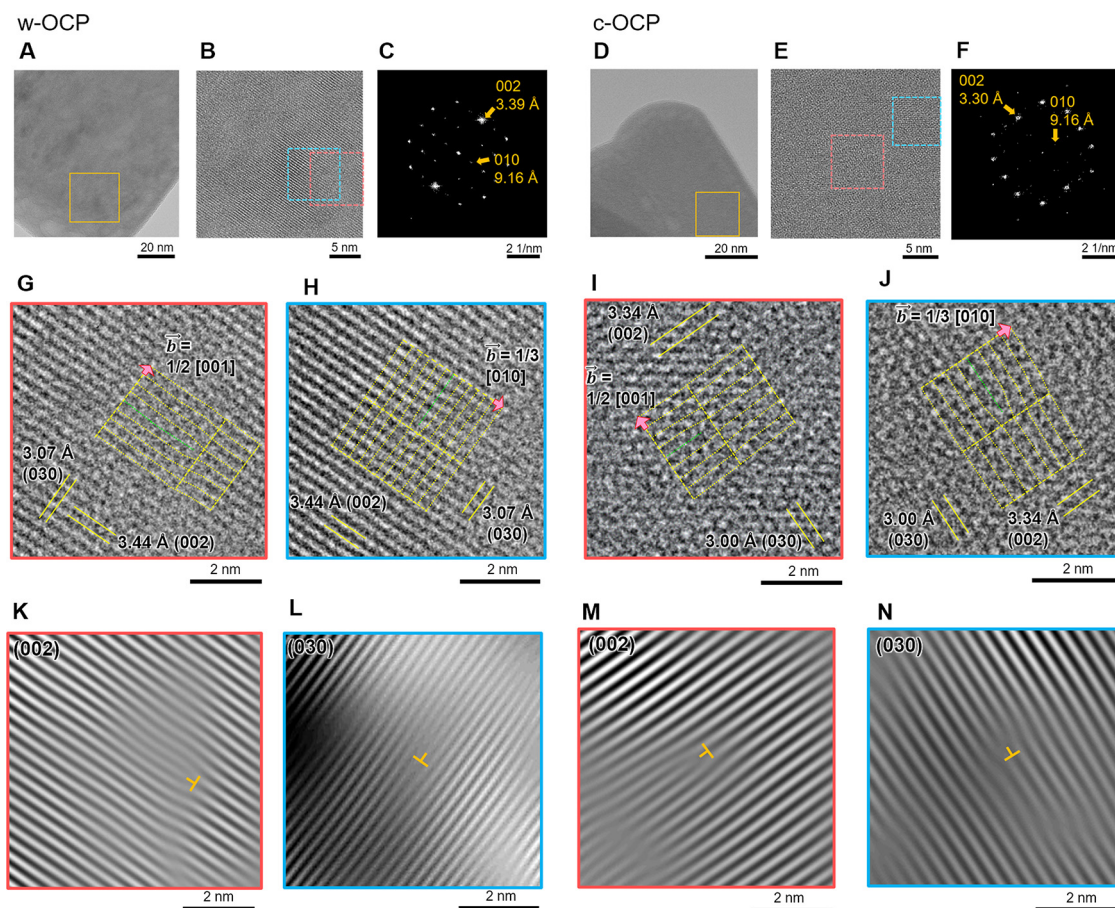 w-OCP
c-OCP
A
B
C
D
E
F
002
3.39 Å
010
9.16 Å
20 nm
5 nm
2 1/nm
002
3.30 Å
010
9.16 Å
20 nm
5 nm
2 1/nm
G
H
I
J
b =
1/2 [001]
3.07 Å
(030)
3.44 Å (002)
2 nm
b = 1/3
[010]
3.44 Å (002)
3.07 Å
(030)
2 nm
3.34 Å
(002)
b =
1/2 [001]
3.00 Å (030)
2 nm
b = 1/3 [010]
3.00 Å
(030)
3.34 Å
(002)
2 nm
K
L
M
N
(002)
(030)
(002)
(030)
2 nm
2 nm
2 nm
2 nm